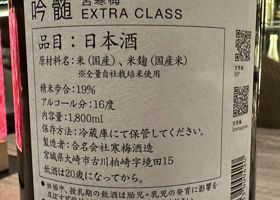 吟髄 宮寒梅
EXTRA CLASS
品目:日本酒
原材料名:米(国産)、米麹(国産米)
※全量自社栽培米使用
精米歩合:19%
アルコール分:16度
内容量:1,800ml
保存方法:冷蔵庫にて保管してください。
製造者:合名会社寒梅酒造
宮城県大崎市古川柏崎字境田15
飲酒は20歳になってから。
●妊娠中、授乳期の飲酒は胎児・乳児の発育に影響を